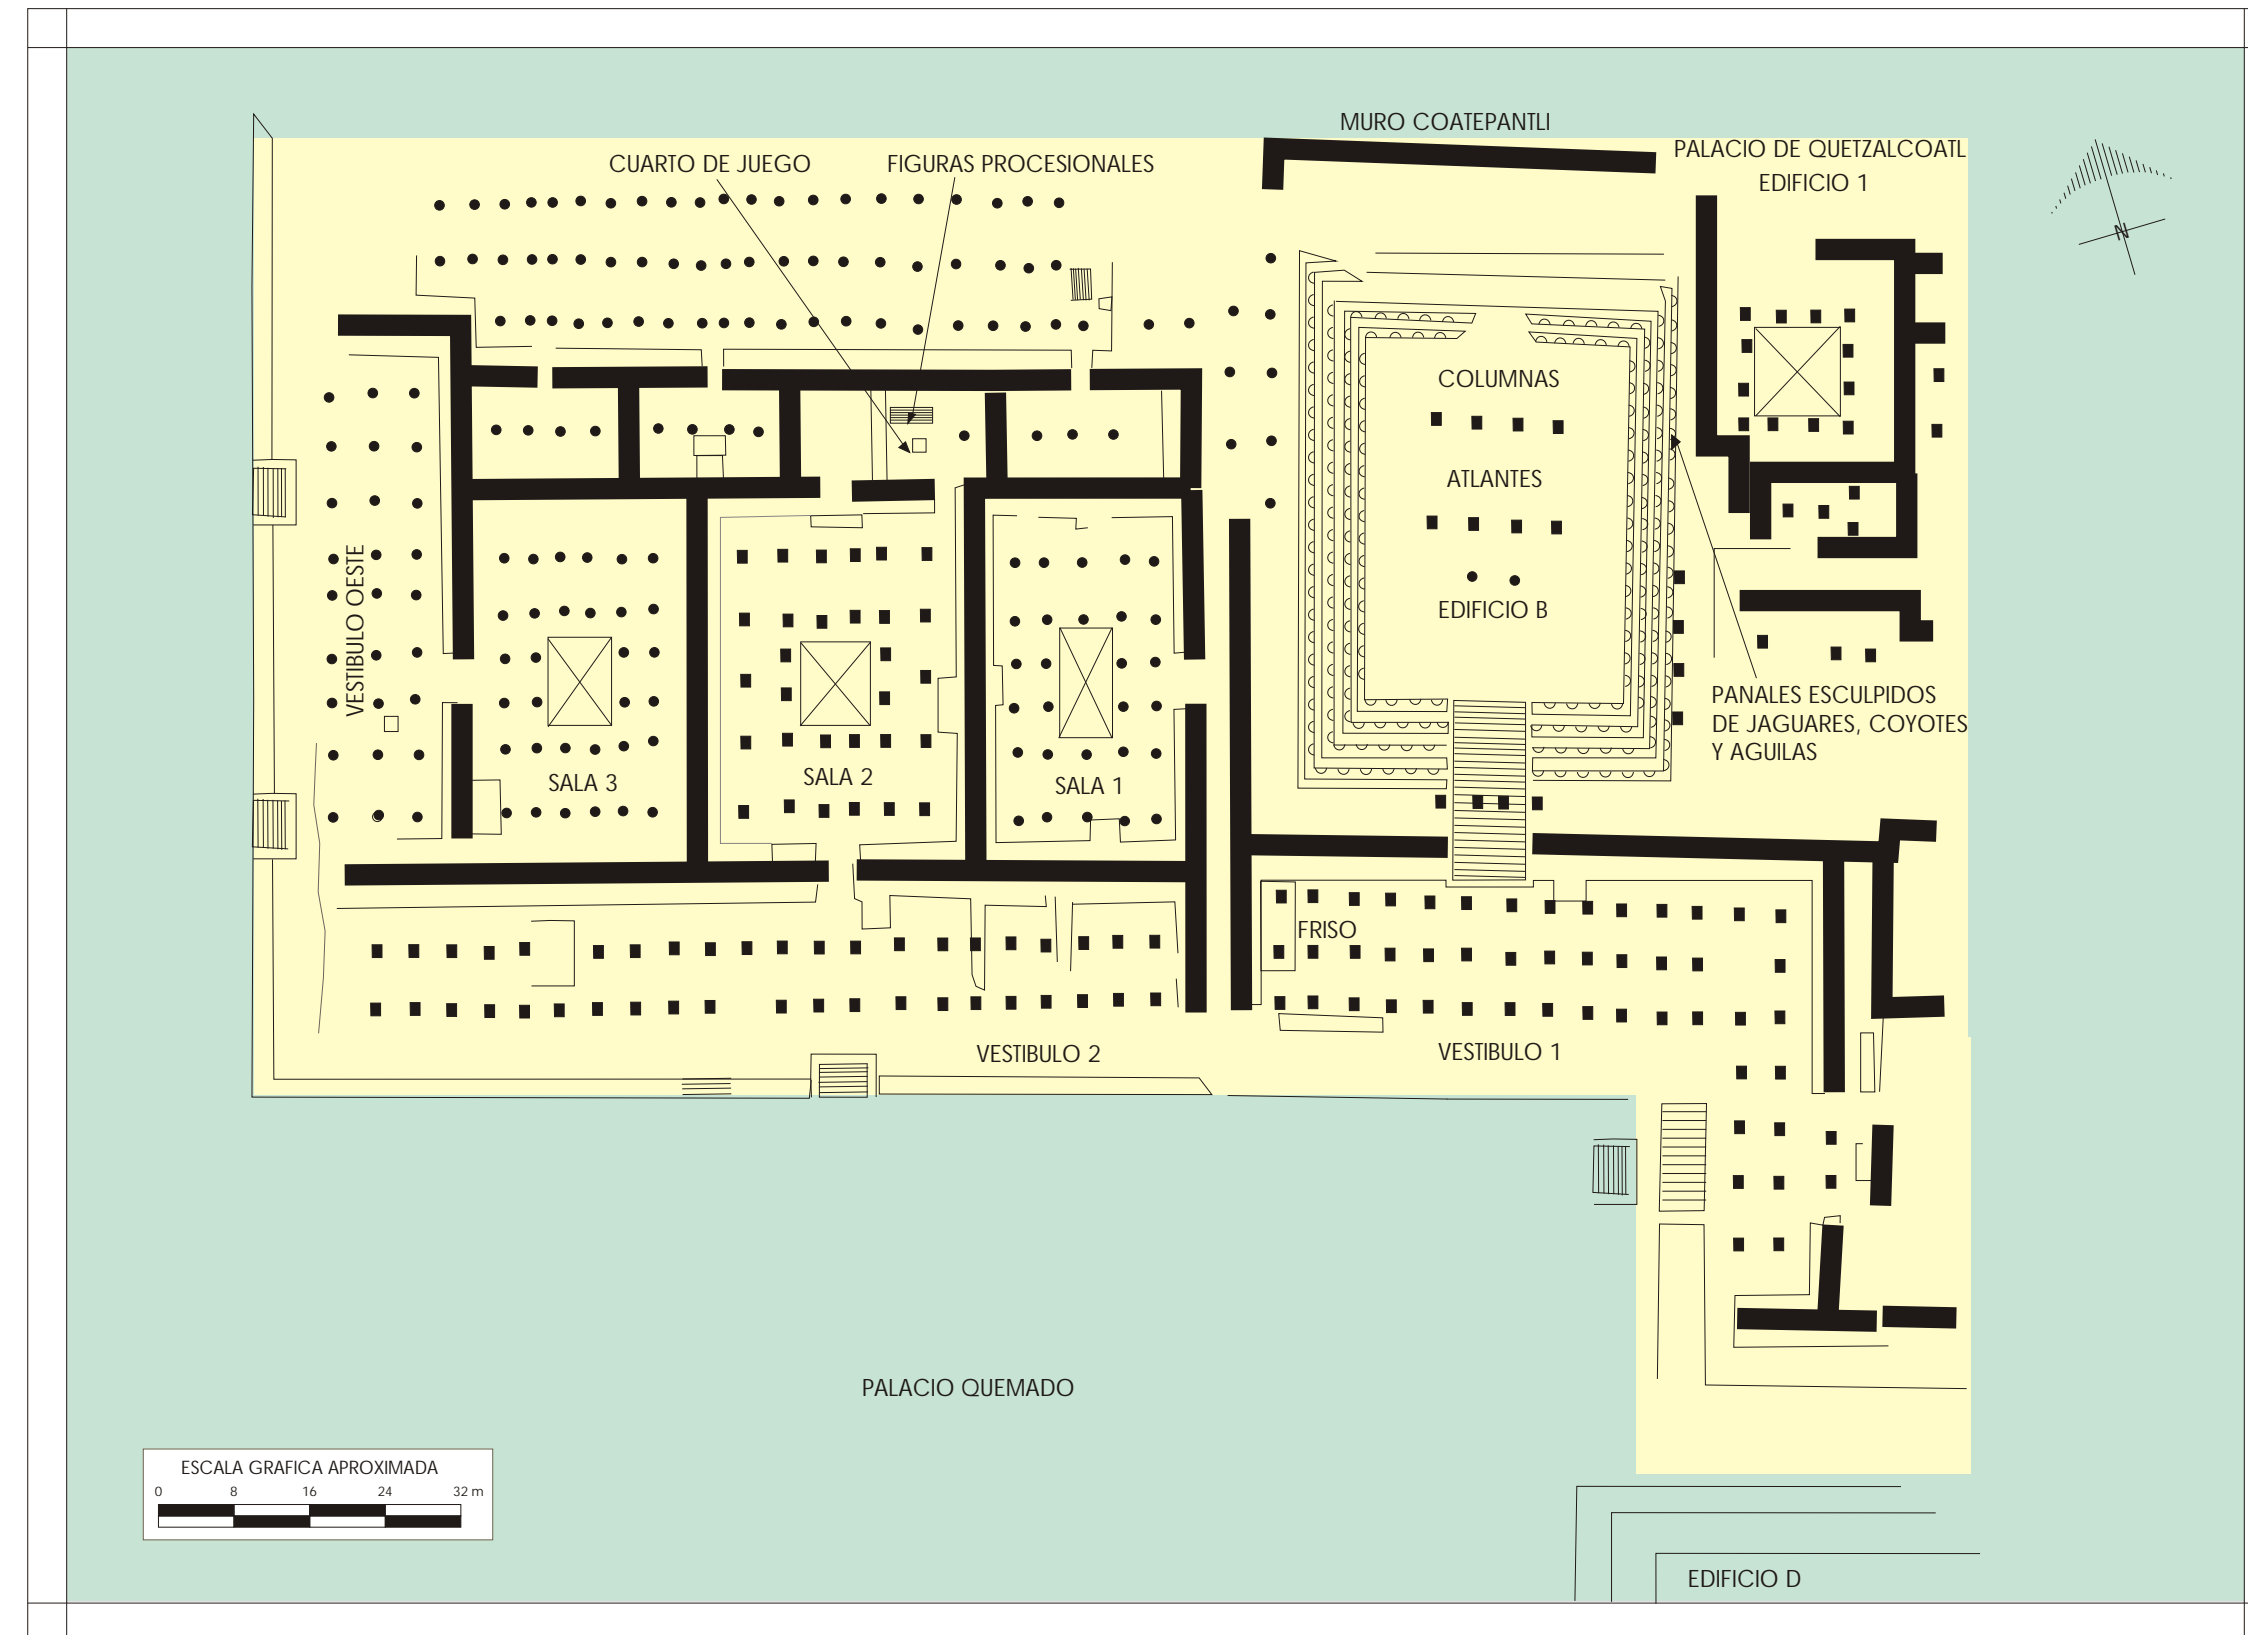 MURO COATEPANTLI
PALACIO DE QUETZALCOATL
EDIFICIO 1
CUARTO DE JUEGO
FIGURAS PROCESIONALES
N
COLUMNAS
ATLANTES
EDIFICIO B
VESTIBULO OESTE
SALA 3
SALA 2
SALA 1
PANALES ESCULPIDOS
DE JAGUARES, COYOTES
Y AGUILAS
FRISO
VESTIBULO 2
VESTIBULO 1
PALACIO QUEMADO
ESCALA GRAFICA APROXIMADA
0 8 16 24 32 m
EDIFICIO D